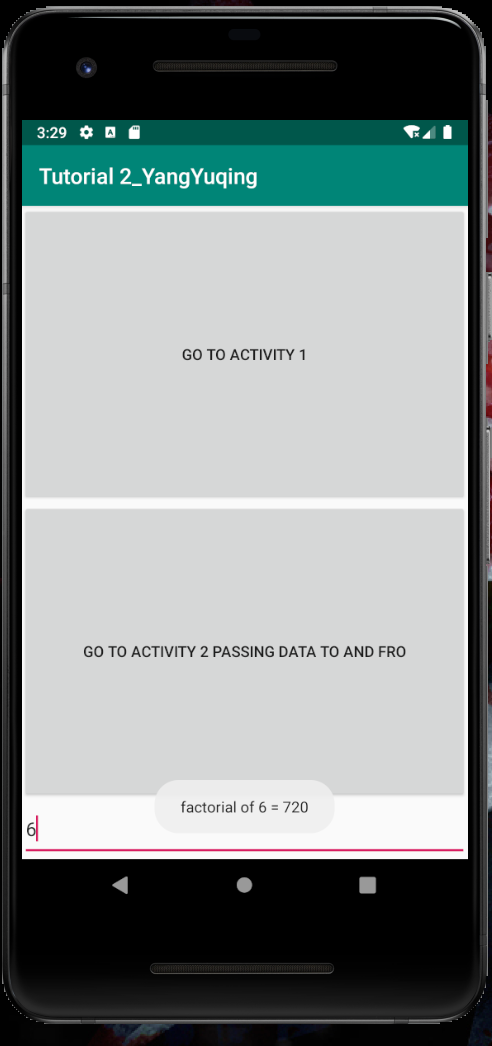 3:29
Tutorial 2_YangYuqing
GO TO ACTIVITY 1
GO TO ACTIVITY 2 PASSING DATA TO AND FRO
factorial of 6 = 720
6